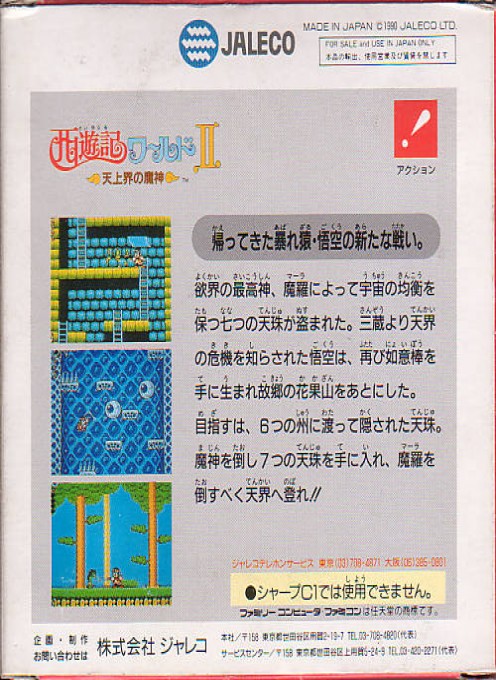 JALECO
MADE IN JAPAN ©1990 JALECO LTD.
FOR SALE and USE IN JAPAN ONLY
本品の輸出、使用営業及び賃貸を禁じます
西遊記ワールドII
天上界の魔神 TM
!
アクション
帰ってきた暴れ猿・悟空の新たな戦い。
欲界の最高神、魔羅によって宇宙の均衡を
保つ七つの天珠が盗まれた。三蔵より天界
の危機を知らされた悟空は、再び如意棒を
手に生まれ故郷の花果山をあとにした。
目指すは、6つの州に渡って隠された天珠。
魔神を倒し7つの天珠を手に入れ、魔羅を
倒すべく天界へ登れ!!
ジャレコテレホンサービス 東京(03)708-4871 大阪(06)385-0801
●シャープC1では使用できません。
ファミリーコンピュータ・ファミコンは任天堂の商標です。
企画・制作
お問い合わせは
株式会社 ジャレコ
本社/〒158 東京都世田谷区用賀2-19-7 TEL.03-708-4820(代表)
サービスセンター/〒158 東京都世田谷区上用賀5-24-9 TEL.03-420-2271(代表)